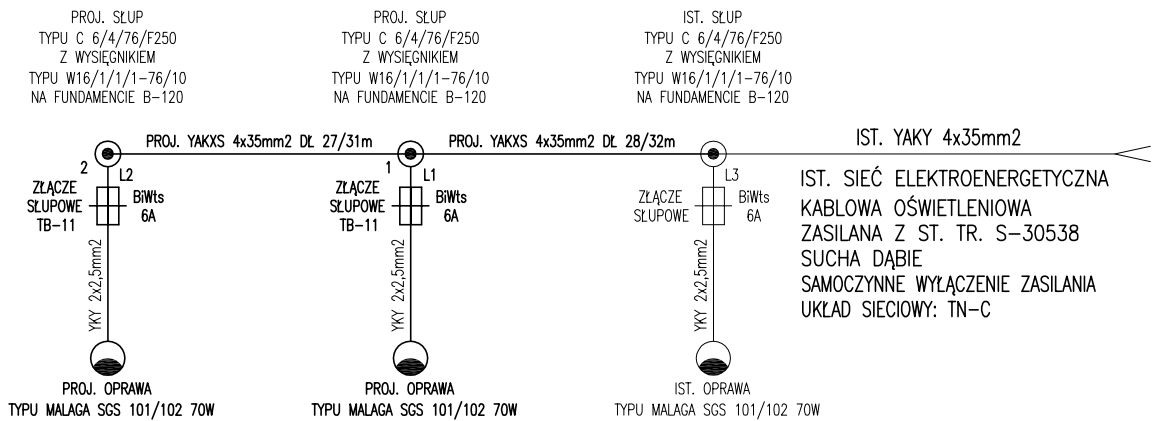 PROJ. SŁUP
TYPU C 6/4/76/F250
Z WYSIĘGNIKIEM
TYPU W16/1/1/1-76/10
NA FUNDAMENCIE B-120
PROJ. SŁUP
TYPU C 6/4/76/F250
Z WYSIĘGNIKIEM
TYPU W16/1/1/1-76/10
NA FUNDAMENCIE B-120
IST. SŁUP
TYPU C 6/4/76/F250
Z WYSIĘGNIKIEM
TYPU W16/1/1/1-76/10
NA FUNDAMENCIE B-120
PROJ. YAKXS 4x35mm2 DŁ 27/31m
PROJ. YAKXS 4x35mm2 DŁ 28/32m
IST. YAKY 4x35mm2
2
L2
ZŁĄCZE
SŁUPOWE
TB-11
BiWts
6A
YKY 2x2,5mm2
1
L1
ZŁĄCZE
SŁUPOWE
TB-11
BiWts
6A
YKY 2x2,5mm2
L3
ZŁĄCZE
SŁUPOWE
BiWts
6A
YKY 2x2,5mm2
IST. SIEĆ ELEKTROENERGETYCZNA
KABLOWA OŚWIETLENIOWA
ZASILANA Z ST. TR. S-30538
SUCHA DĄBIE
SAMOCZYNNE WYŁĄCZENIE ZASILANIA
UKŁAD SIECIOWY: TN-C
PROJ. OPRAWA
TYPU MALAGA SGS 101/102 70W
PROJ. OPRAWA
TYPU MALAGA SGS 101/102 70W
IST. OPRAWA
TYPU MALAGA SGS 101/102 70W